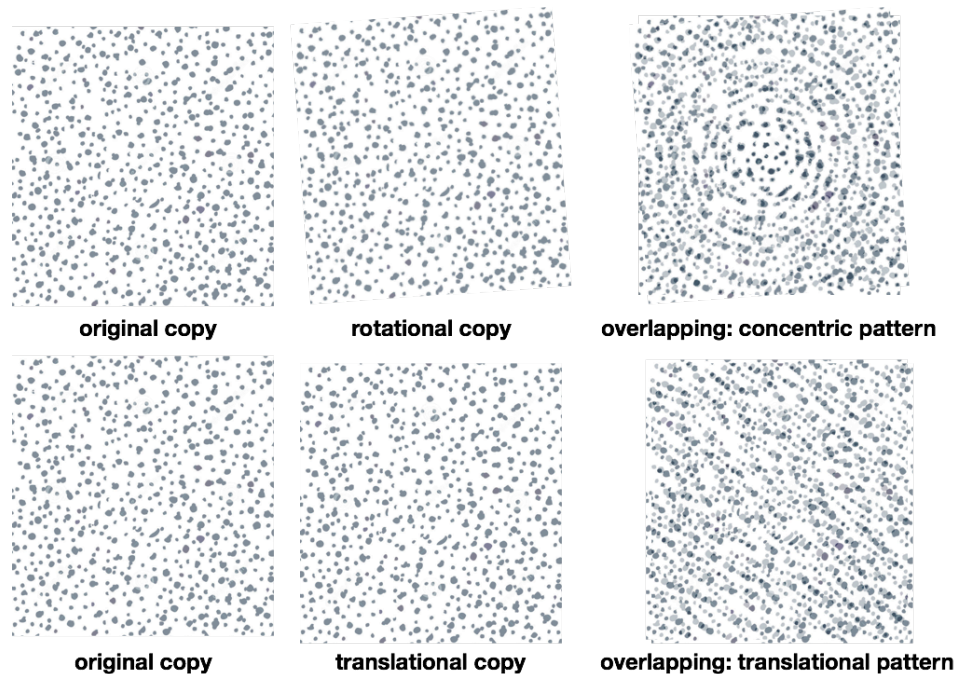 original copy
rotational copy
overlapping: concentric pattern
original copy
translational copy
overlapping: translational pattern